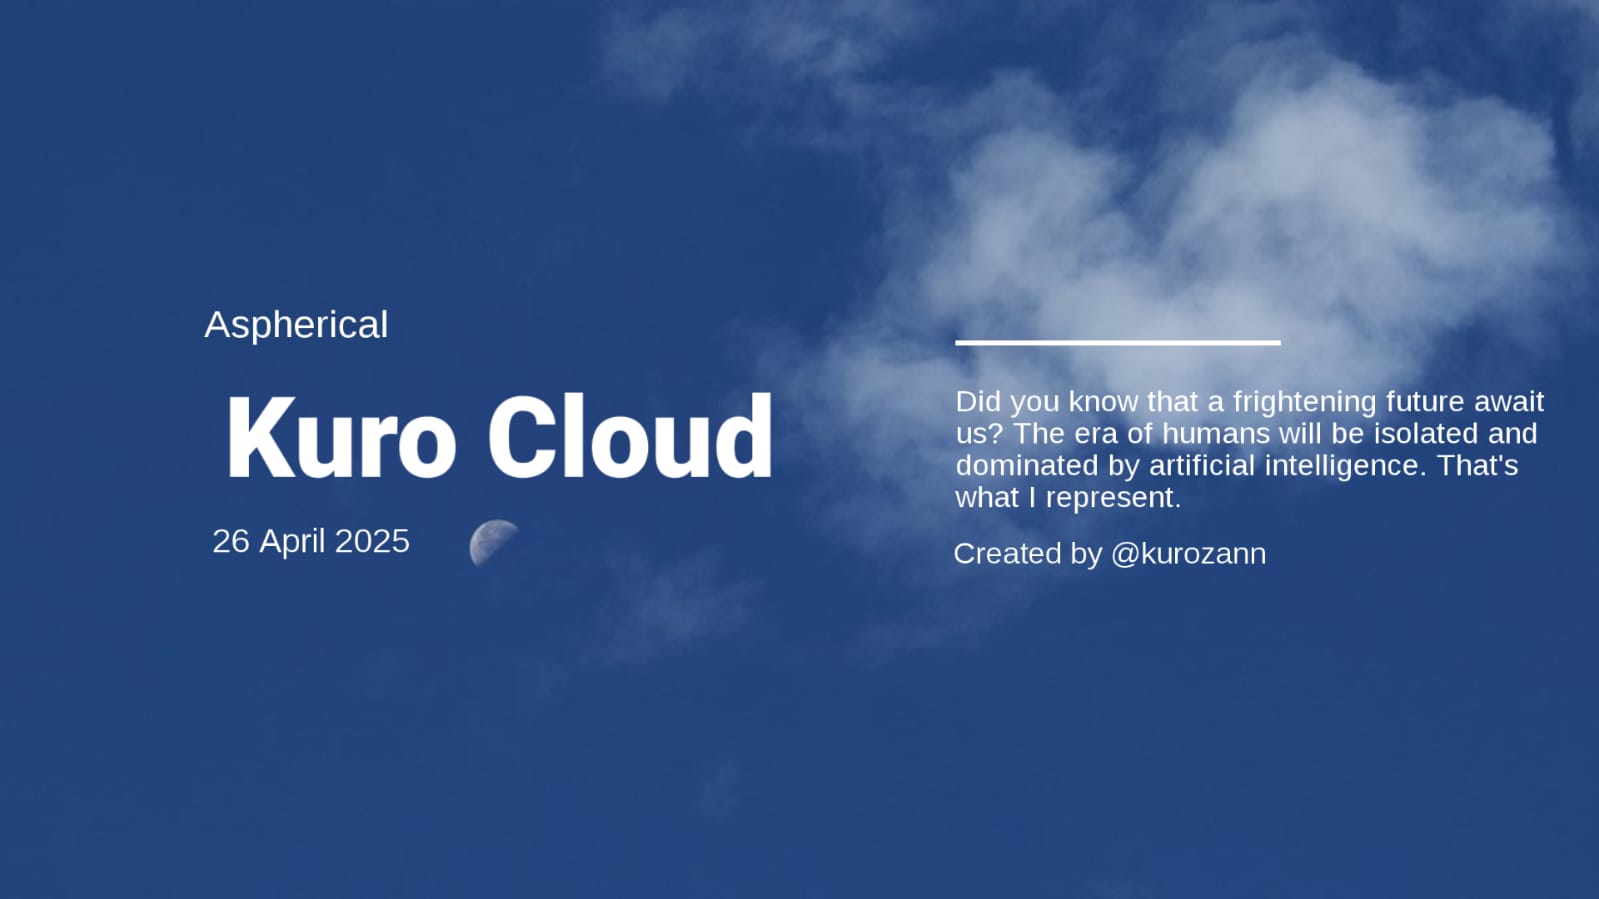 Aspherical
Kuro Cloud
26 April 2025
Did you know that a frightening future await
us? The era of humans will be isolated and
dominated by artificial intelligence. That's
what I represent.
Created by @kurozann